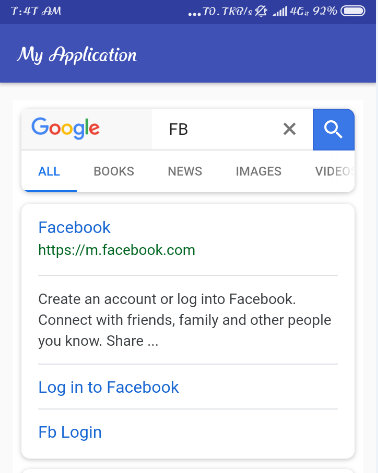 7:47 AM ...70.7KB/s 4G 92%
My Application
Google FB
ALL BOOKS NEWS IMAGES VIDEOS
Facebook
https://m.facebook.com
Create an account or log into Facebook.
Connect with friends, family and other people
you know. Share ...
Log in to Facebook
Fb Login